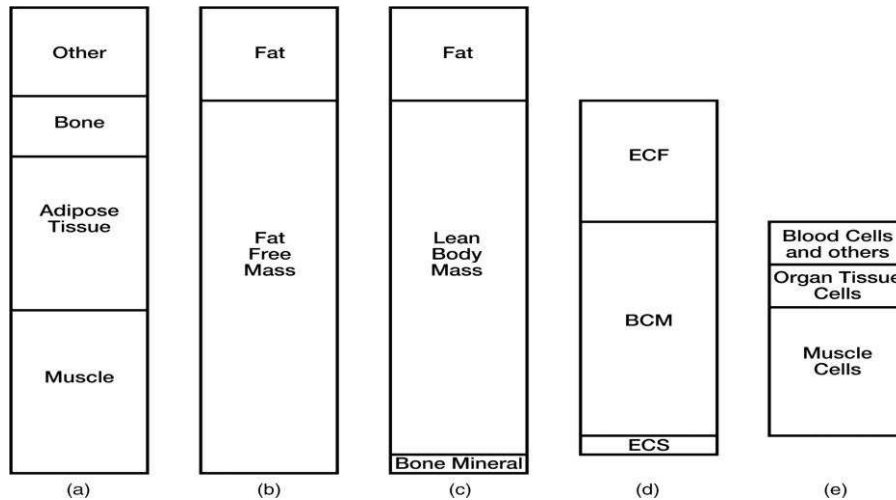 Other
Bone
Adipose
Tissue
Muscle
(a)
Fat
Fat
Free
Mass
(b)
Fat
Lean
Body
Mass
Bone Mineral
(c)
ECF
BCM
ECS
(d)
Blood Cells
and others
Organ Tissue
Cells
Muscle
Cells
(e)